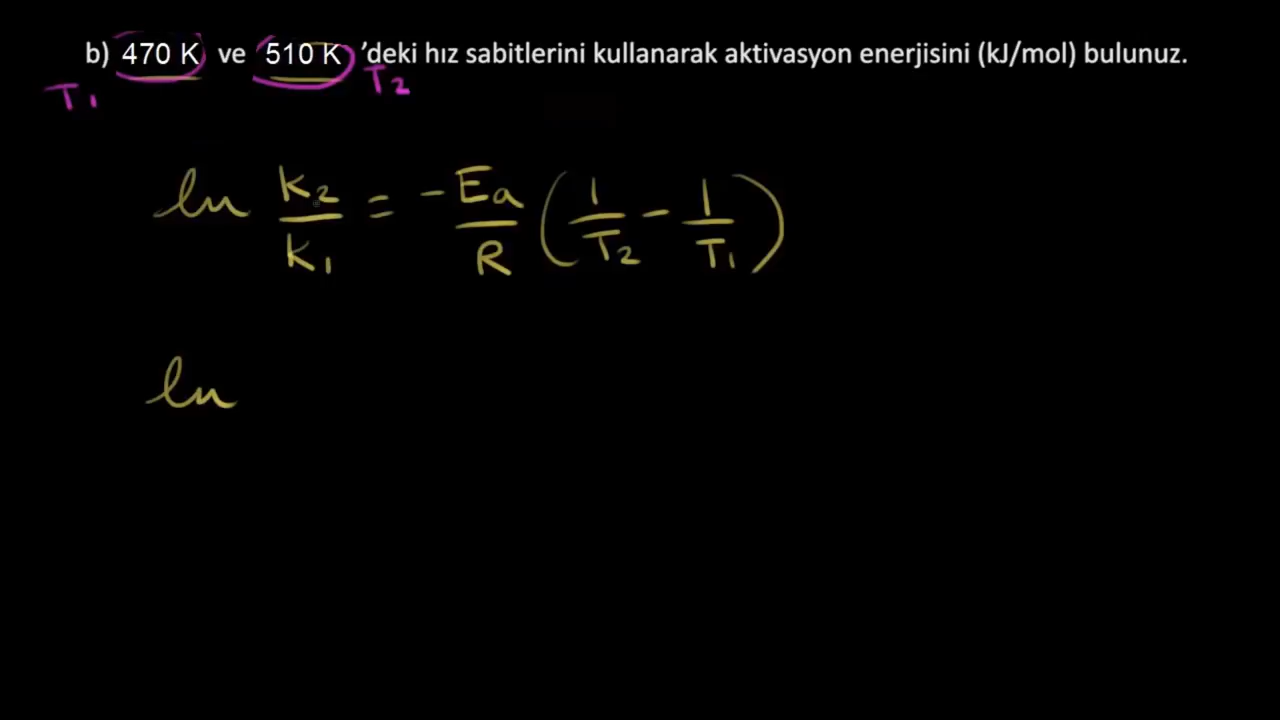 b) 470 K ve 510 K 'deki hız sabitlerini kullanarak aktivasyon enerjisini (kJ/mol) bulunuz.
T₁ T₂
ln k₂/k₁ = -Ea/R (1/T₂ - 1/T₁)
ln